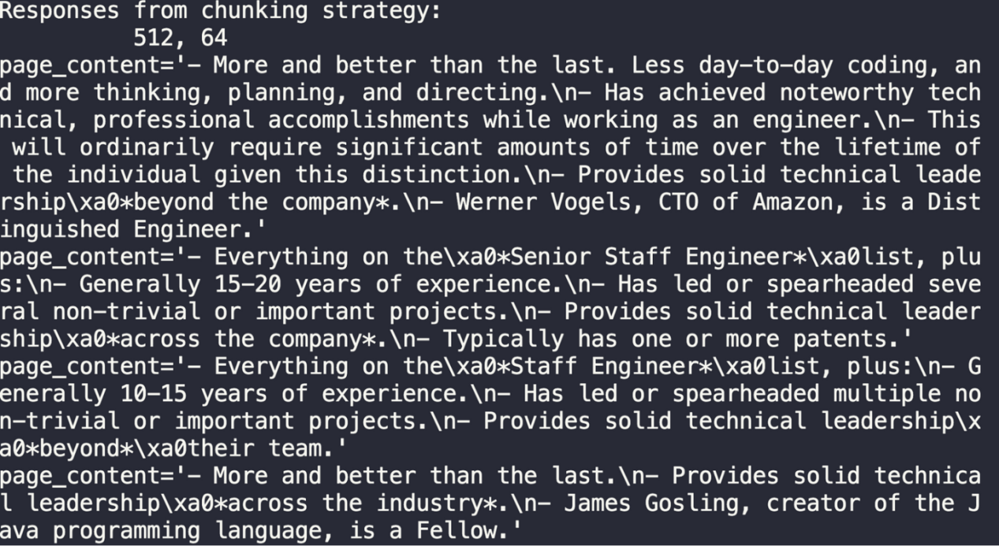 Responses from chunking strategy:
512, 64
page_content='- More and better than the last. Less day-to-day coding, an
d more thinking, planning, and directing.\n- Has achieved noteworthy tech
nical, professional accomplishments while working as an engineer.\n- This
will ordinarily require significant amounts of time over the lifetime of
the individual given this distinction.\n- Provides solid technical leade
rship\xa0*beyond the company*.\n- Werner Vogels, CTO of Amazon, is a Dist
inguished Engineer.'
page_content='- Everything on the\xa0*Senior Staff Engineer*\xa0list, plu
s:\n- Generally 15-20 years of experience.\n- Has led or spearheaded seve
ral non-trivial or important projects.\n- Provides solid technical leader
ship\xa0*across the company*.\n- Typically has one or more patents.'
page_content='- Everything on the\xa0*Staff Engineer*\xa0list, plus:\n- G
enerally 10-15 years of experience.\n- Has led or spearheaded multiple no
n-trivial or important projects.\n- Provides solid technical leadership\x
a0*beyond*\xa0their team.'
page_content='- More and better than the last.\n- Provides solid technica
l leadership\xa0*across the industry*.\n- James Gosling, creator of the J
ava programming language, is a Fellow.'